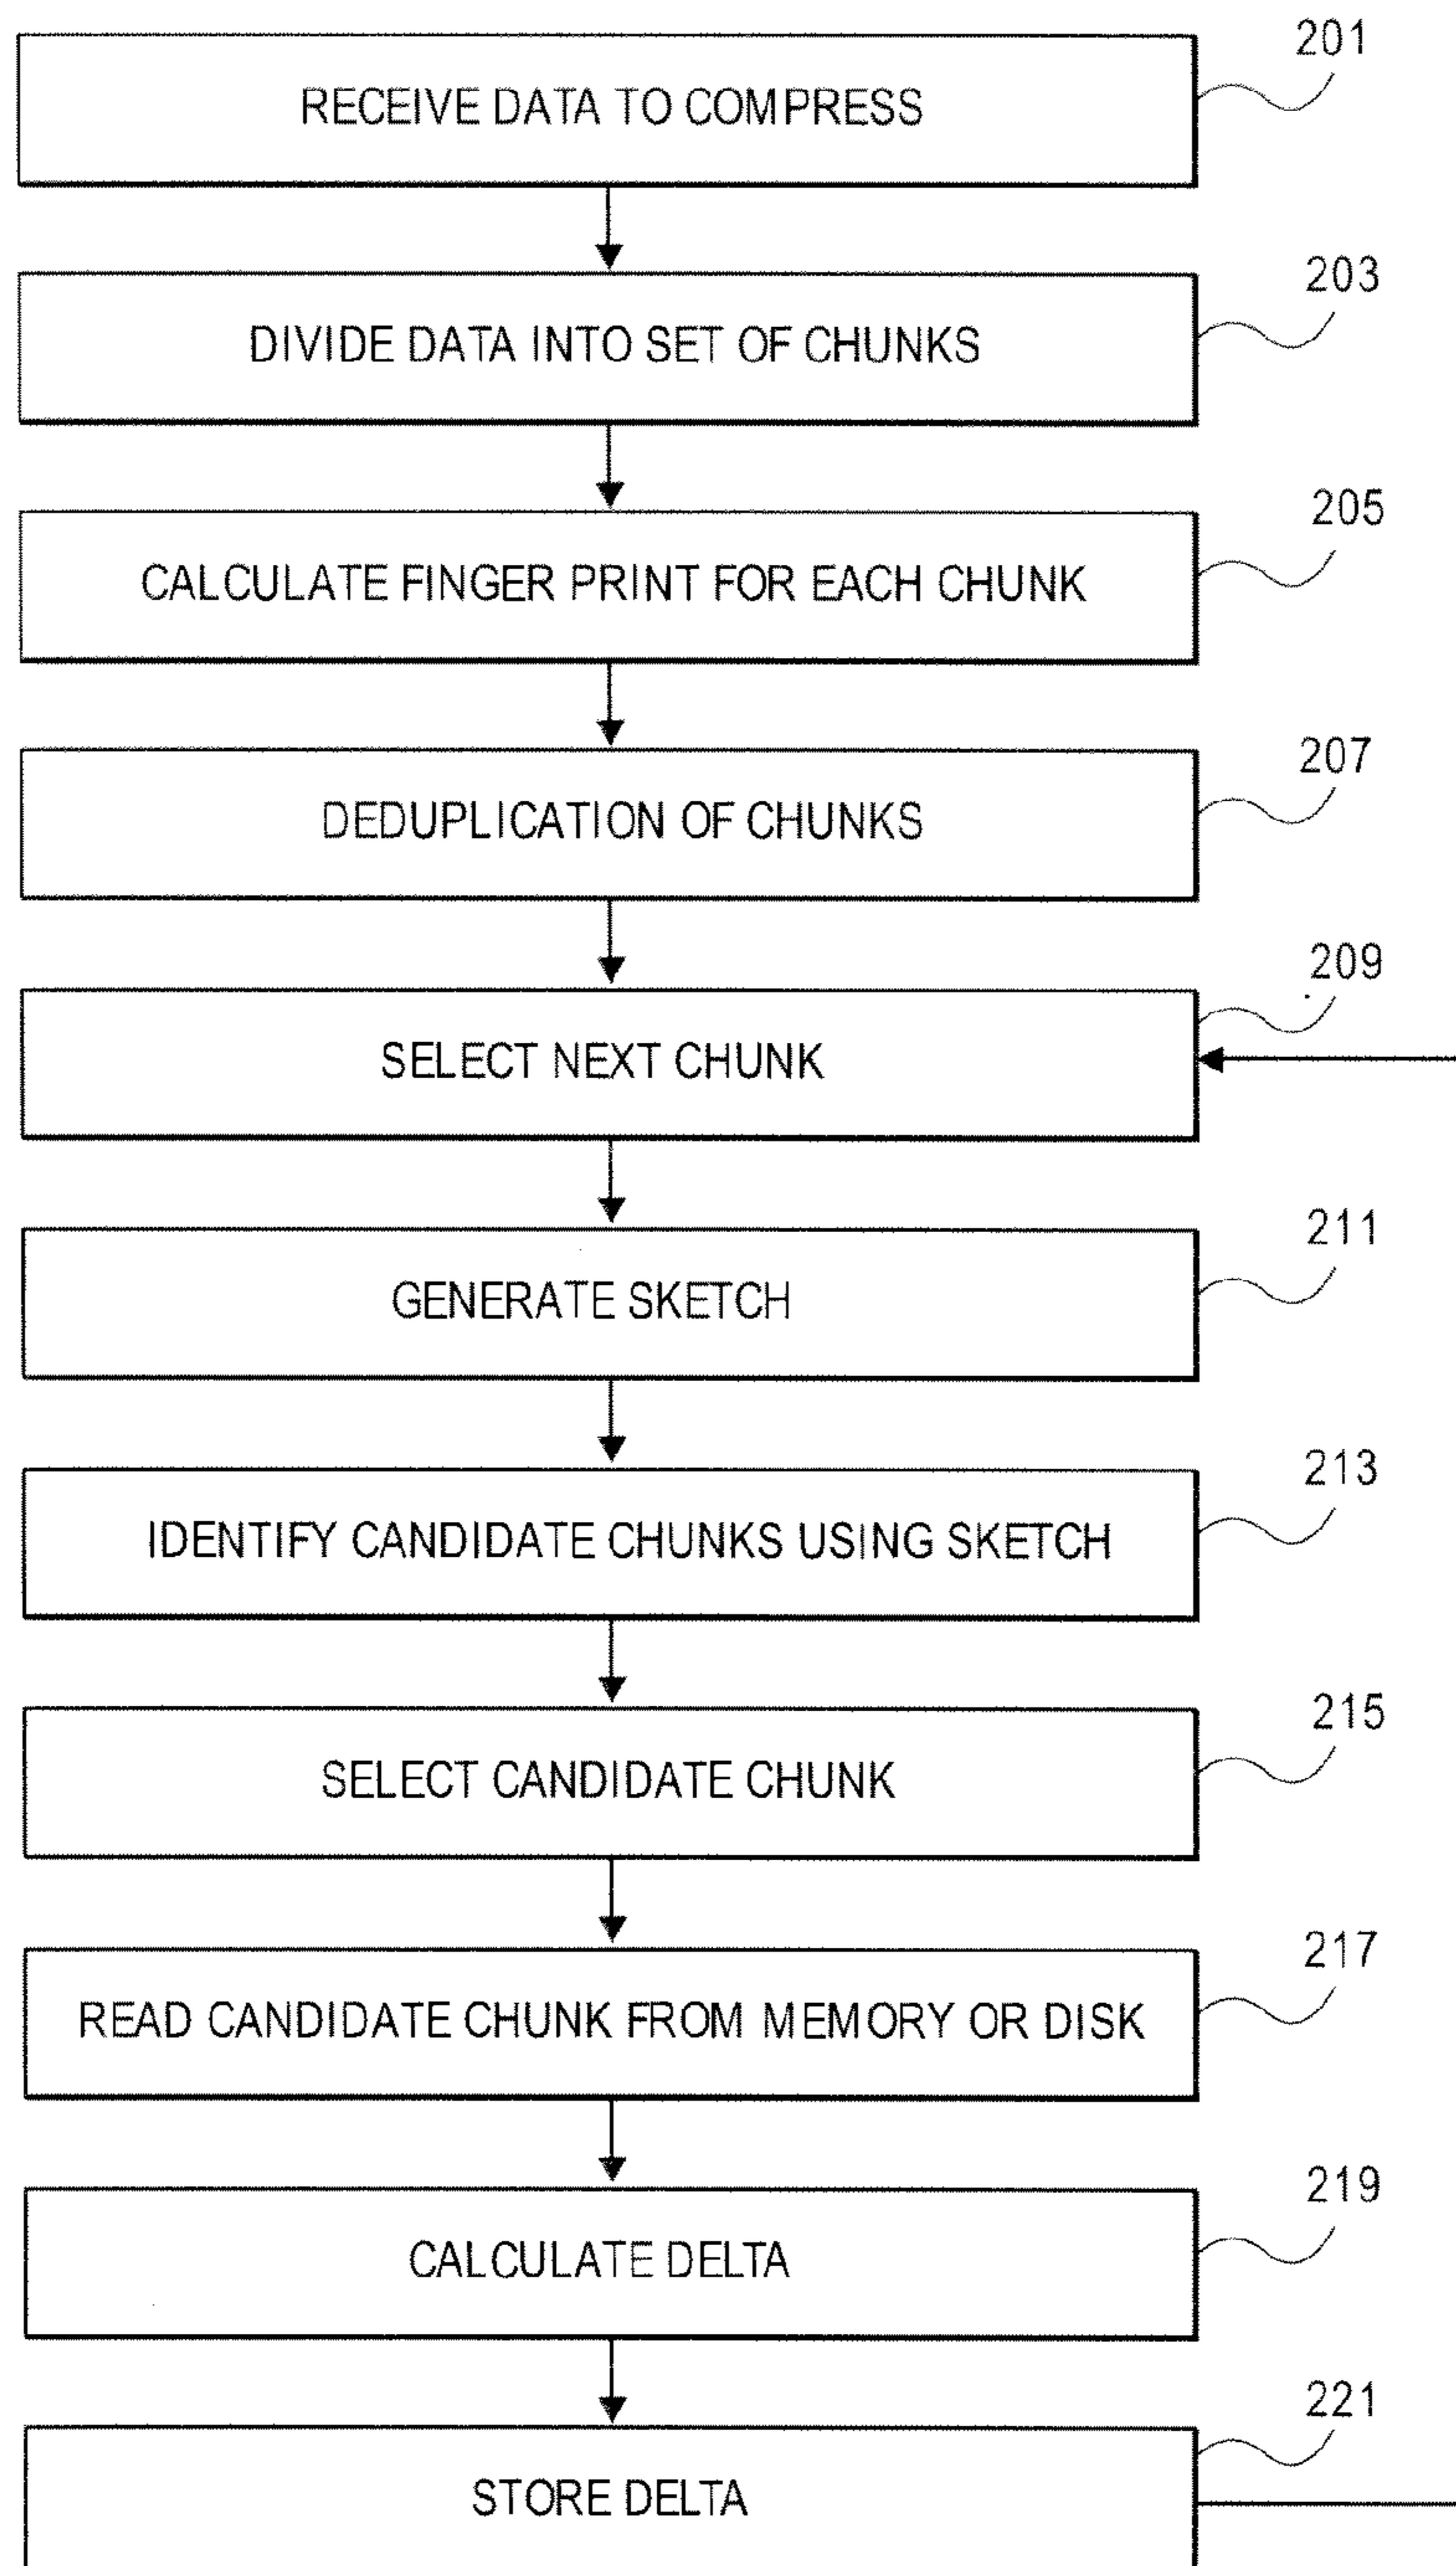 201
RECEIVE DATA TO COMPRESS
203
DIVIDE DATA INTO SET OF CHUNKS
205
CALCULATE FINGER PRINT FOR EACH CHUNK
207
DEDUPLICATION OF CHUNKS
209
SELECT NEXT CHUNK
211
GENERATE SKETCH
213
IDENTIFY CANDIDATE CHUNKS USING SKETCH
215
SELECT CANDIDATE CHUNK
217
READ CANDIDATE CHUNK FROM MEMORY OR DISK
219
CALCULATE DELTA
221
STORE DELTA